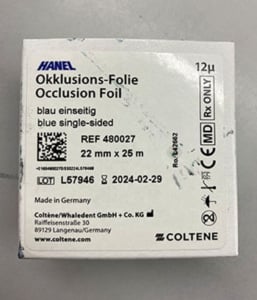 HANEL 12µ
Okklusions-Folie
Occlusion Foil
blau einseitig
blue single-sided
REF 480027
22 mm x 25 m
LOT L57946 2024-02-29
Made in Germany
Coltène/Whaledent GmbH + Co. KG
Raiffeisenstraße 30
89129 Langenau/Germany
www.coltene.com
COLTENE
CE MD Rx ONLY